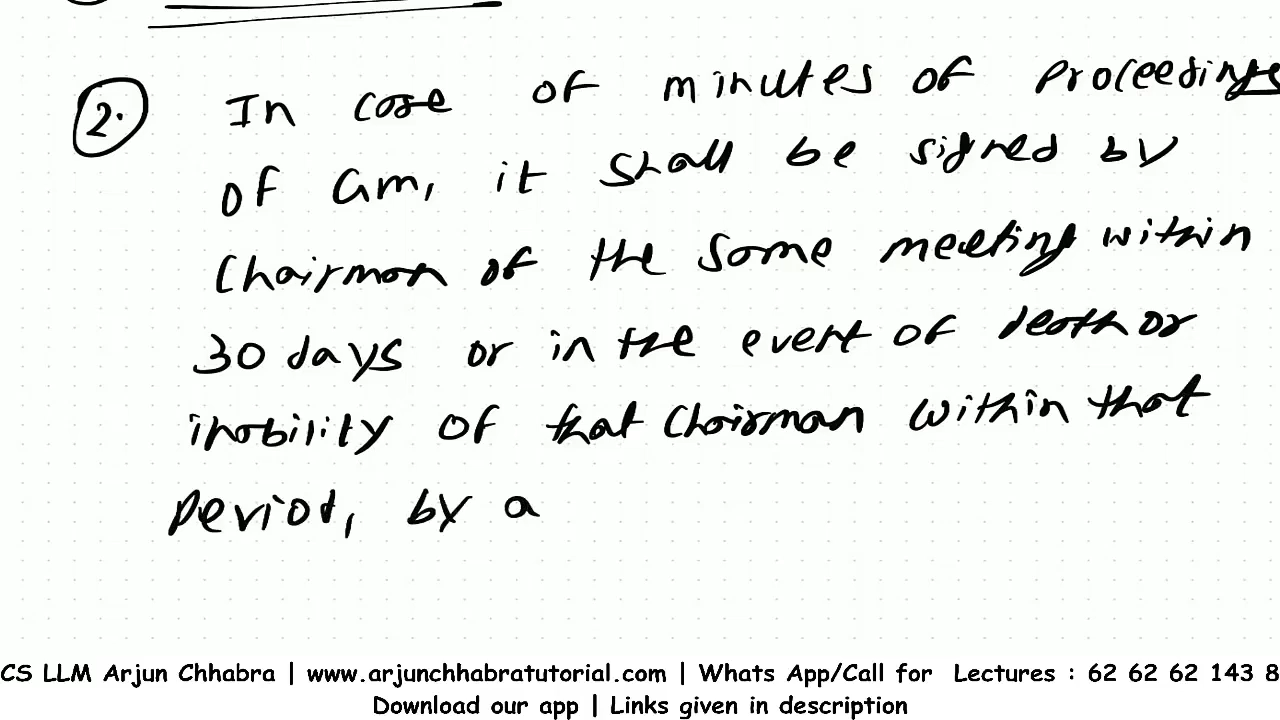 2. In case of minutes of Proceedings
of Gm, it shall be signed by
Chairman of the same meeting within
30 days or in the event of death or
inability of that Chairman within that
period, by a
CS LLM Arjun Chhabra | www.arjunchhabratutorial.com | Whats App/Call for Lectures : 62 62 62 143 8
Download our app | Links given in description